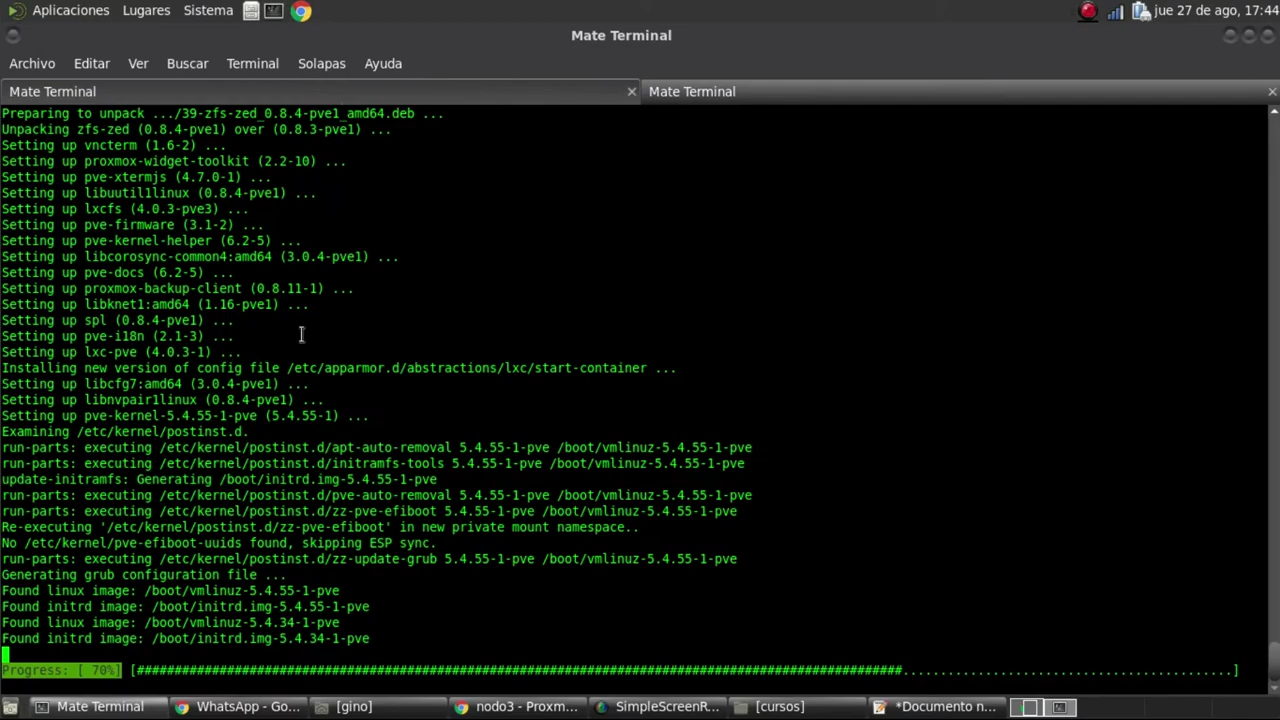 Aplicaciones Lugares Sistema jue 27 de ago, 17:44
Mate Terminal
Archivo Editar Ver Buscar Terminal Solapas Ayuda
Mate Terminal Mate Terminal
Preparing to unpack .../39-zfs-zed_0.8.4-pve1_amd64.deb ...
Unpacking zfs-zed (0.8.4-pve1) over (0.8.3-pve1) ...
Setting up vncterm (1.6-2) ...
Setting up proxmox-widget-toolkit (2.2-10) ...
Setting up pve-xtermjs (4.7.0-1) ...
Setting up libuutil1linux (0.8.4-pve1) ...
Setting up lxcfs (4.0.3-pve3) ...
Setting up pve-firmware (3.1-2) ...
Setting up pve-kernel-helper (6.2-5) ...
Setting up libcorosync-common4:amd64 (3.0.4-pve1) ...
Setting up pve-docs (6.2-5) ...
Setting up proxmox-backup-client (0.8.11-1) ...
Setting up libknet1:amd64 (1.16-pve1) ...
Setting up spl (0.8.4-pve1) ...
Setting up pve-i18n (2.1-3) ...
Setting up lxc-pve (4.0.3-1) ...
Installing new version of config file /etc/apparmor.d/abstractions/lxc/start-container ...
Setting up libcfg7:amd64 (3.0.4-pve1) ...
Setting up libnvpair1linux (0.8.4-pve1) ...
Setting up pve-kernel-5.4.55-1-pve (5.4.55-1) ...
Examining /etc/kernel/postinst.d.
run-parts: executing /etc/kernel/postinst.d/apt-auto-removal 5.4.55-1-pve /boot/vmlinuz-5.4.55-1-pve
run-parts: executing /etc/kernel/postinst.d/initramfs-tools 5.4.55-1-pve /boot/vmlinuz-5.4.55-1-pve
update-initramfs: Generating /boot/initrd.img-5.4.55-1-pve
run-parts: executing /etc/kernel/postinst.d/pve-auto-removal 5.4.55-1-pve /boot/vmlinuz-5.4.55-1-pve
run-parts: executing /etc/kernel/postinst.d/zz-pve-efiboot 5.4.55-1-pve /boot/vmlinuz-5.4.55-1-pve
Re-executing '/etc/kernel/postinst.d/zz-pve-efiboot' in new private mount namespace..
No /etc/kernel/pve-efiboot-uuids found, skipping ESP sync.
run-parts: executing /etc/kernel/postinst.d/zz-update-grub 5.4.55-1-pve /boot/vmlinuz-5.4.55-1-pve
Generating grub configuration file ...
Found linux image: /boot/vmlinuz-5.4.55-1-pve
Found initrd image: /boot/initrd.img-5.4.55-1-pve
Found linux image: /boot/vmlinuz-5.4.34-1-pve
Found initrd image: /boot/initrd.img-5.4.34-1-pve
Progress: [ 70%] [######################################################################################################............................................]
Mate Terminal WhatsApp - Go... [gino] nodo3 - Proxm... SimpleScreenR... [cursos] *Documento n...